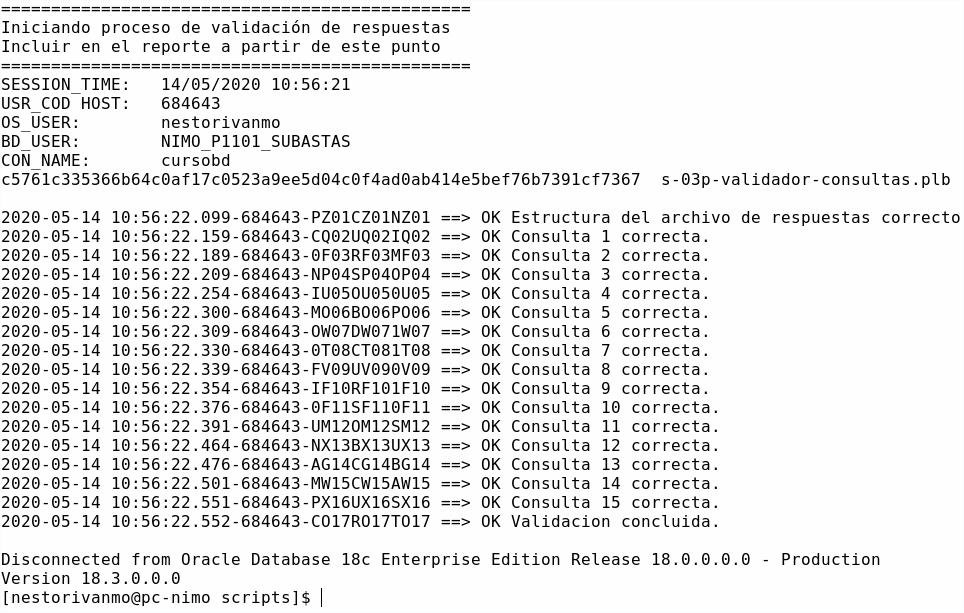 ===============================================
Iniciando proceso de validación de respuestas
Incluir en el reporte a partir de este punto
===============================================
SESSION_TIME:   14/05/2020 10:56:21
USR_COD HOST:   684643
OS_USER:        nestorivanmo
BD_USER:        NIMO_P1101_SUBASTAS
CON_NAME:       cursobd
c5761c335366b64c0af17c0523a9ee5d04c0f4ad0ab414e5bef76b7391cf7367  s-03p-validador-consultas.plb
2020-05-14 10:56:22.099-684643-PZ01CZ01NZ01 ==> OK Estructura del archivo de respuestas correcto
2020-05-14 10:56:22.159-684643-CQ02UQ02IQ02 ==> OK Consulta 1 correcta.
2020-05-14 10:56:22.189-684643-0F03RF03MF03 ==> OK Consulta 2 correcta.
2020-05-14 10:56:22.209-684643-NP04SP04OP04 ==> OK Consulta 3 correcta.
2020-05-14 10:56:22.254-684643-IU05OU050U05 ==> OK Consulta 4 correcta.
2020-05-14 10:56:22.300-684643-MO06BO06PO06 ==> OK Consulta 5 correcta.
2020-05-14 10:56:22.309-684643-OW07DW071W07 ==> OK Consulta 6 correcta.
2020-05-14 10:56:22.330-684643-0T08CT081T08 ==> OK Consulta 7 correcta.
2020-05-14 10:56:22.339-684643-FV09UV090V09 ==> OK Consulta 8 correcta.
2020-05-14 10:56:22.354-684643-IF10RF101F10 ==> OK Consulta 9 correcta.
2020-05-14 10:56:22.376-684643-0F11SF110F11 ==> OK Consulta 10 correcta.
2020-05-14 10:56:22.391-684643-UM12OM12SM12 ==> OK Consulta 11 correcta.
2020-05-14 10:56:22.464-684643-NX13BX13UX13 ==> OK Consulta 12 correcta.
2020-05-14 10:56:22.476-684643-AG14CG14BG14 ==> OK Consulta 13 correcta.
2020-05-14 10:56:22.501-684643-MW15CW15AW15 ==> OK Consulta 14 correcta.
2020-05-14 10:56:22.551-684643-PX16UX16SX16 ==> OK Consulta 15 correcta.
2020-05-14 10:56:22.552-684643-CO17RO17TO17 ==> OK Validacion concluida.
Disconnected from Oracle Database 18c Enterprise Edition Release 18.0.0.0.0 - Production
Version 18.3.0.0.0
[nestorivanmo@pc-nimo scripts]$